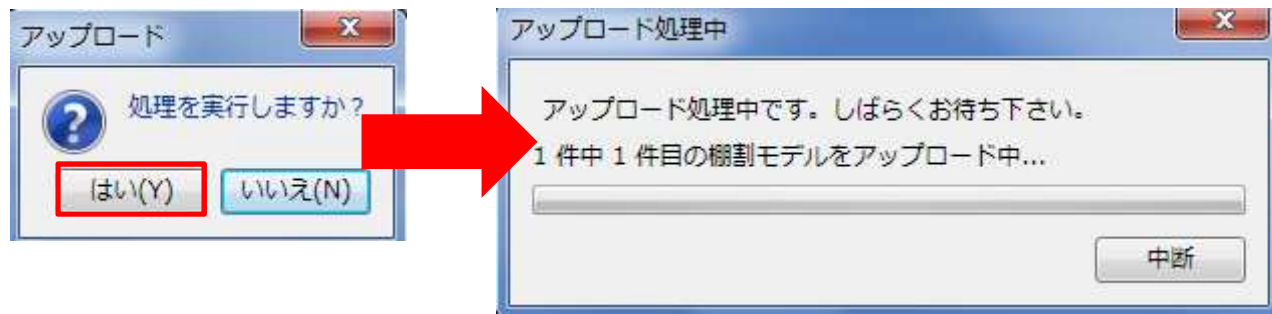 アップロード
処理を実行しますか?
はい(Y)
いいえ(N)
アップロード処理中
アップロード処理中です。しばらくお待ち下さい。
1 件中 1 件目の棚割モデルをアップロード中...
中断